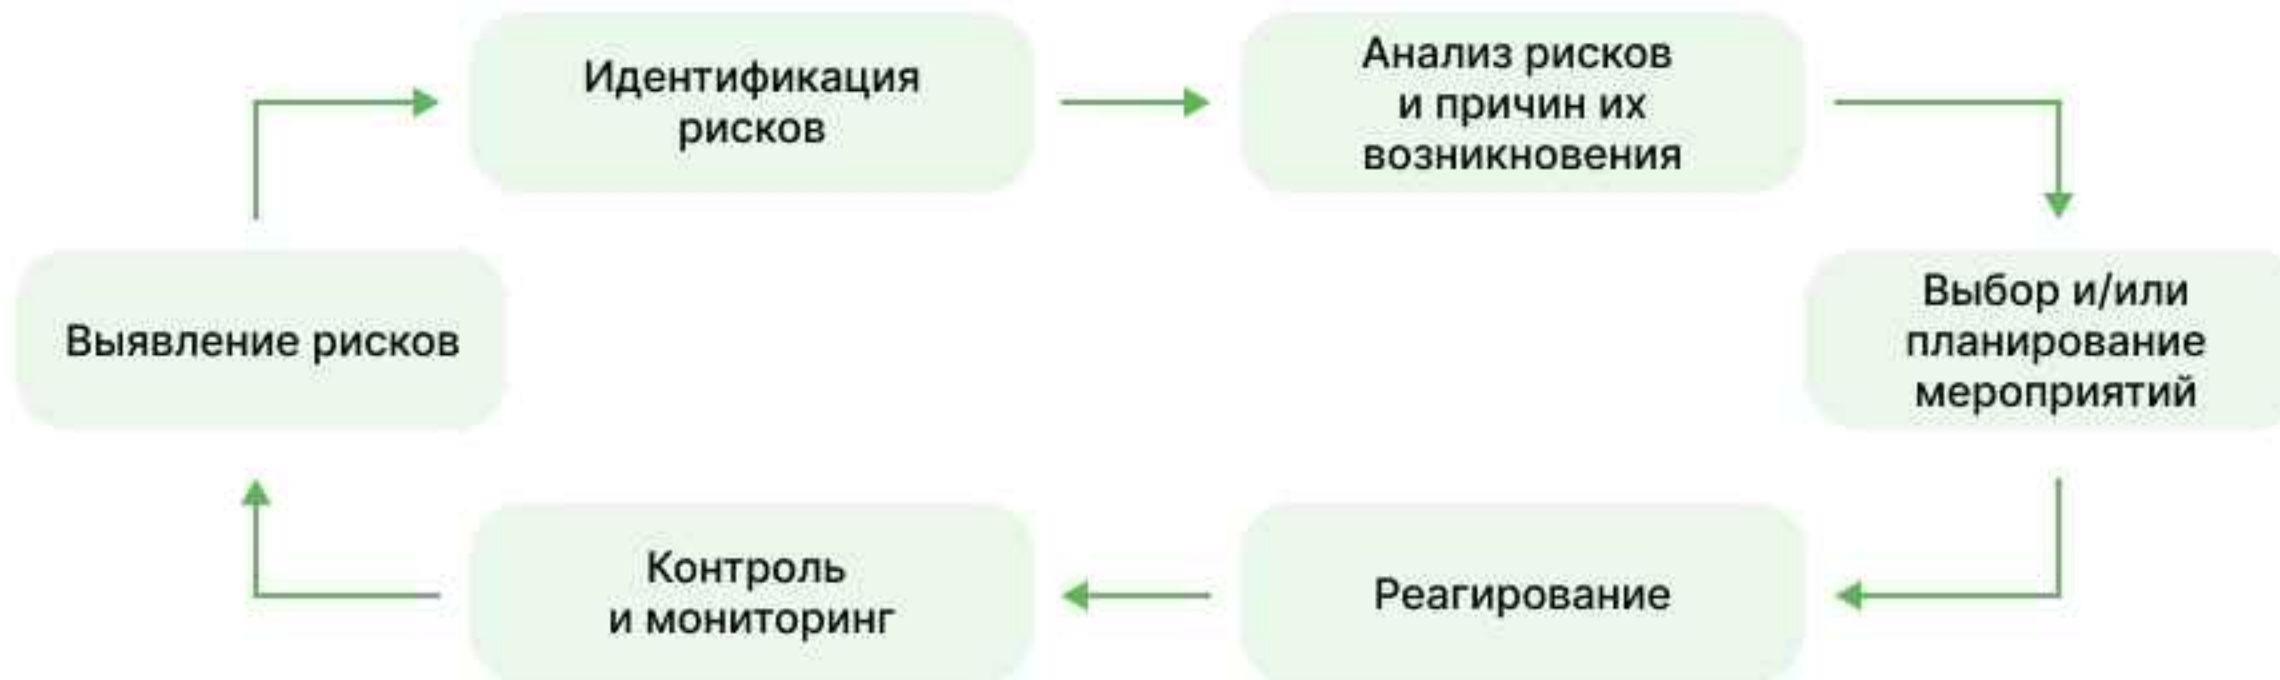 Идентификация
рисков
Анализ рисков
и причин их
возникновения
Выявление рисков
Выбор и/или
планирование
мероприятий
Контроль
и мониторинг
Реагирование